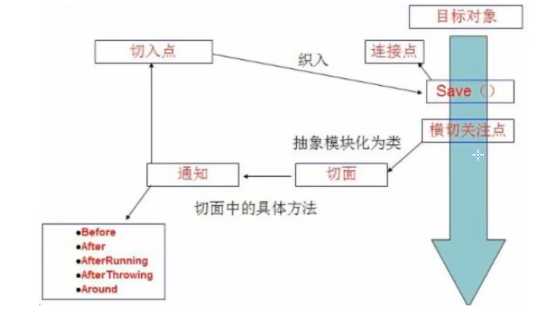 目标对象
切入点
连接点
织入
Save（）
横切关注点
抽象模块化为类
通知
切面
切面中的具体方法
●Before
●After
●AfterRunning
●AfterThrowing
●Around